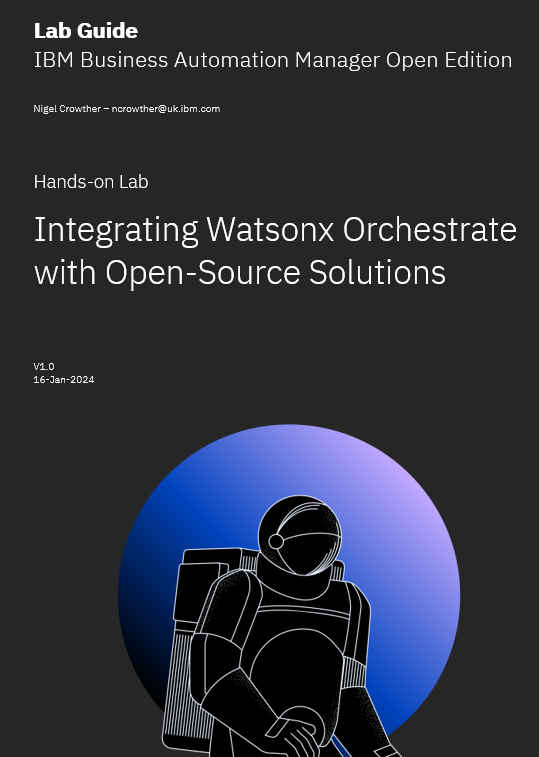 Lab Guide
IBM Business Automation Manager Open Edition
Nigel Crowther – ncrowther@uk.ibm.com
Hands-on Lab
Integrating Watsonx Orchestrate
with Open-Source Solutions
V1.0
16-Jan-2024